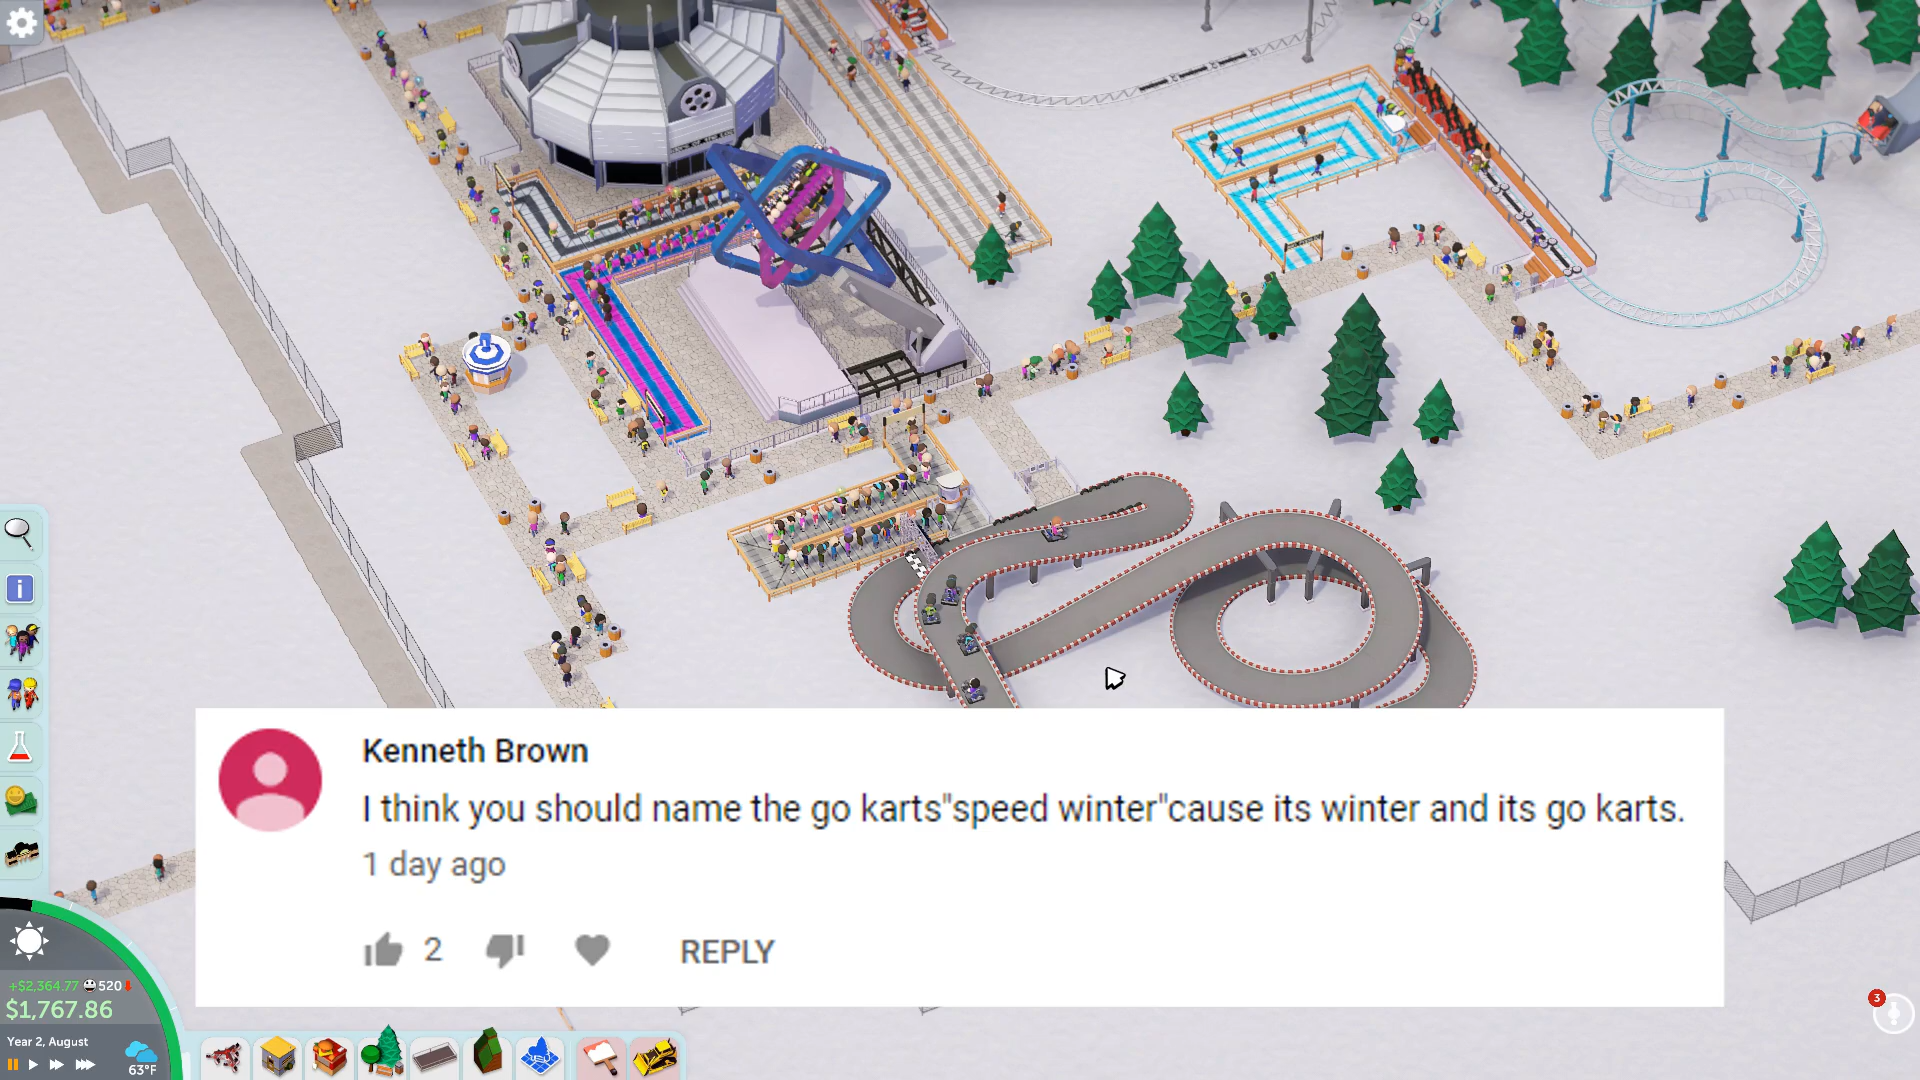 Kenneth Brown
I think you should name the go karts"speed winter"cause its winter and its go karts.
1 day ago
2
REPLY
+$2,364.77 520
$1,767.86
Year 2, August
63°F
3